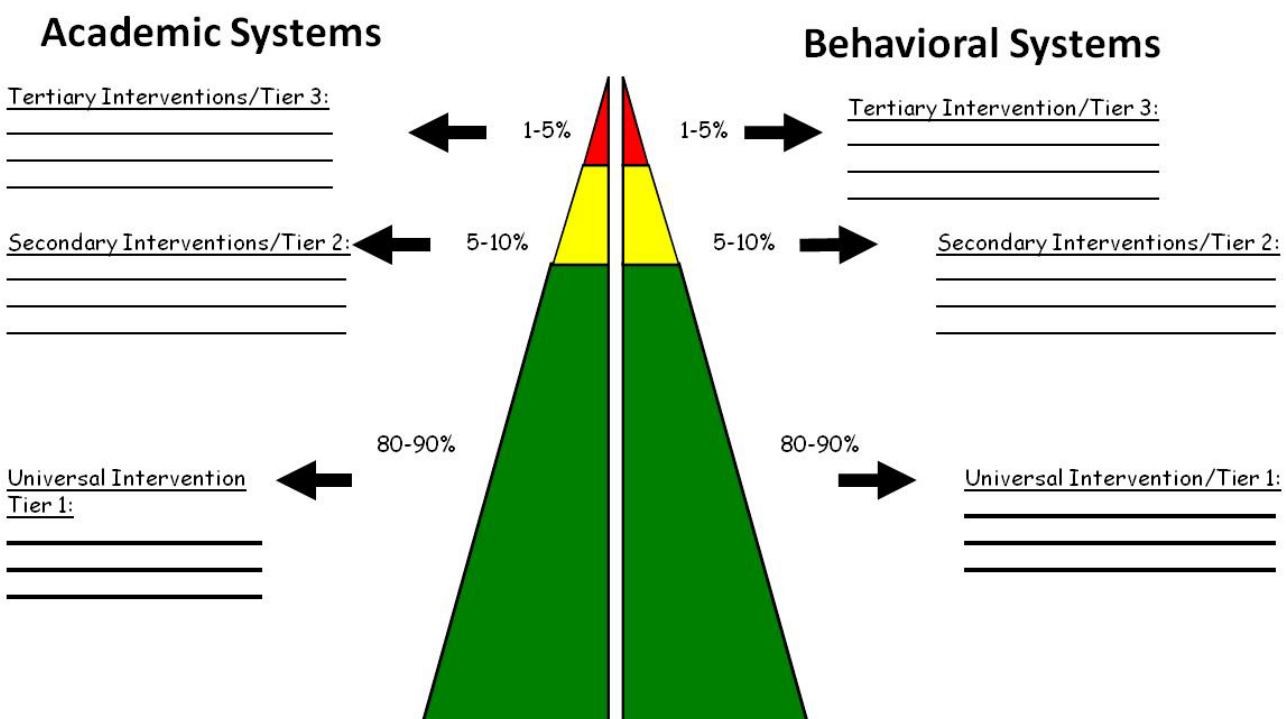 Academic Systems
Behavioral Systems
Tertiary Interventions/Tier 3:
1-5%
1-5%
Tertiary Intervention/Tier 3:
Secondary Interventions/Tier 2:
5-10%
5-10%
Secondary Interventions/Tier 2:
80-90%
80-90%
Universal Intervention
Tier 1:
Universal Intervention/Tier 1: